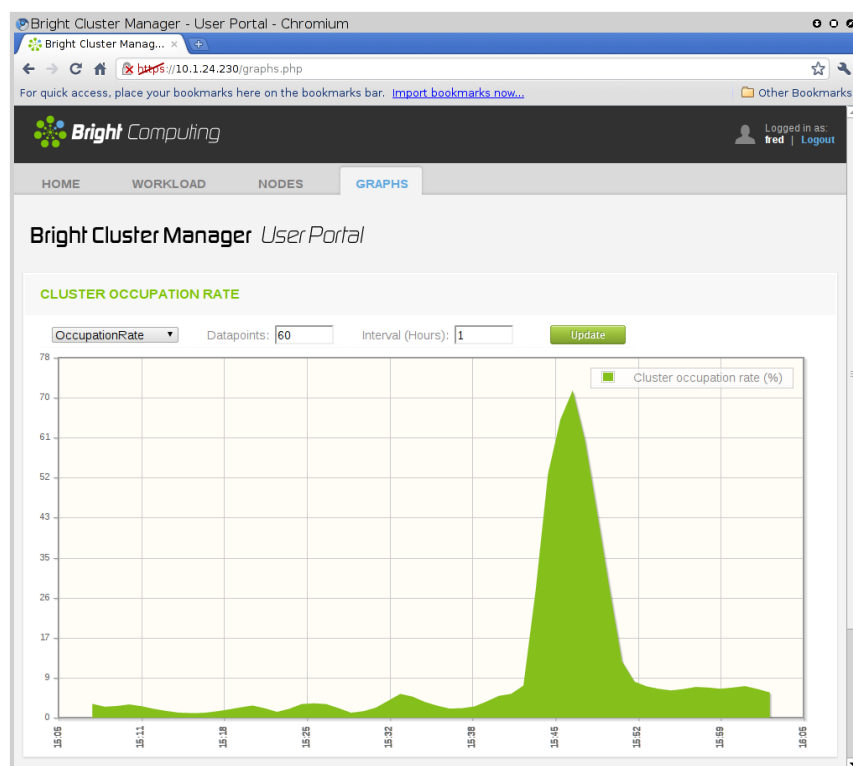 Bright Cluster Manager - User Portal - Chromium
Bright Cluster Manag... ×
https://10.1.24.230/graphs.php
For quick access, place your bookmarks here on the bookmarks bar. Import bookmarks now... Other Bookmarks
Bright Computing
Logged in as:
fred | Logout
HOME WORKLOAD NODES GRAPHS
Bright Cluster Manager User Portal
CLUSTER OCCUPATION RATE
OccupationRate Datapoints: 60 Interval (Hours): 1 Update
Cluster occupation rate (%)
78
70
61
52
43
35
26
17
9
0
15:05 15:11 15:18 15:25 15:32 15:38 15:45 15:52 15:59 16:05